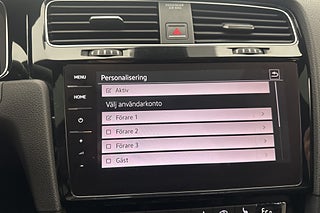 MENU
HOME
Personalisering
Aktiv
Välj användarkonto
Förare 1
Förare 2
Förare 3
Gäst